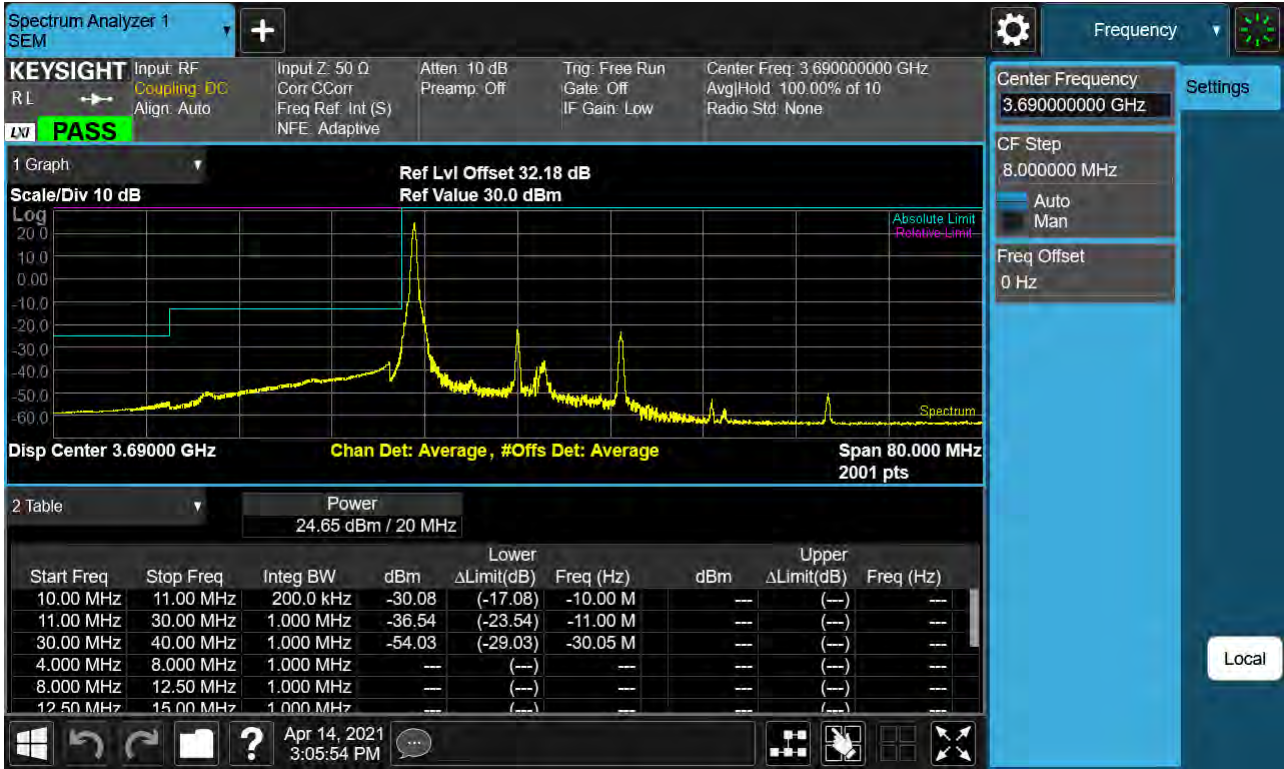 Spectrum Analyzer 1
SEM
Frequency
KEYSIGHT
R L
LXI
PASS
Input: RF
Coupling: DC
Align: Auto
Input Z: 50 Ω
Corr CCorr
Freq Ref: Int (S)
NFE: Adaptive
Atten: 10 dB
Preamp: Off
Trig: Free Run
Gate: Off
IF Gain: Low
Center Freq: 3.690000000 GHz
Avg|Hold: 100.00% of 10
Radio Std: None
Center Frequency
3.690000000 GHz
Settings
CF Step
8.000000 MHz
Auto
Man
Freq Offset
0 Hz
1 Graph
Scale/Div 10 dB
Ref Lvl Offset 32.18 dB
Ref Value 30.0 dBm
Log
Absolute Limit
Relative Limit
20.0
10.0
0.00
-10.0
-20.0
-30.0
-40.0
-50.0
-60.0
Spectrum
Disp Center 3.69000 GHz
Chan Det: Average , #Offs Det: Average
Span 80.000 MHz
2001 pts
2 Table
Power
24.65 dBm / 20 MHz
Lower Upper
Start Freq Stop Freq Integ BW dBm ΔLimit(dB) Freq (Hz) dBm ΔLimit(dB) Freq (Hz)
10.00 MHz 11.00 MHz 200.0 kHz -30.08 (-17.08) -10.00 M --- (---) ---
11.00 MHz 30.00 MHz 1.000 MHz -36.54 (-23.54) -11.00 M --- (---) ---
30.00 MHz 40.00 MHz 1.000 MHz -54.03 (-29.03) -30.05 M --- (---) ---
4.000 MHz 8.000 MHz 1.000 MHz --- (---) --- --- (---) ---
8.000 MHz 12.50 MHz 1.000 MHz --- (---) --- --- (---) ---
12.50 MHz 15.00 MHz 1.000 MHz --- (---) --- --- (---) ---
Local
?
Apr 14, 2021
3:05:54 PM